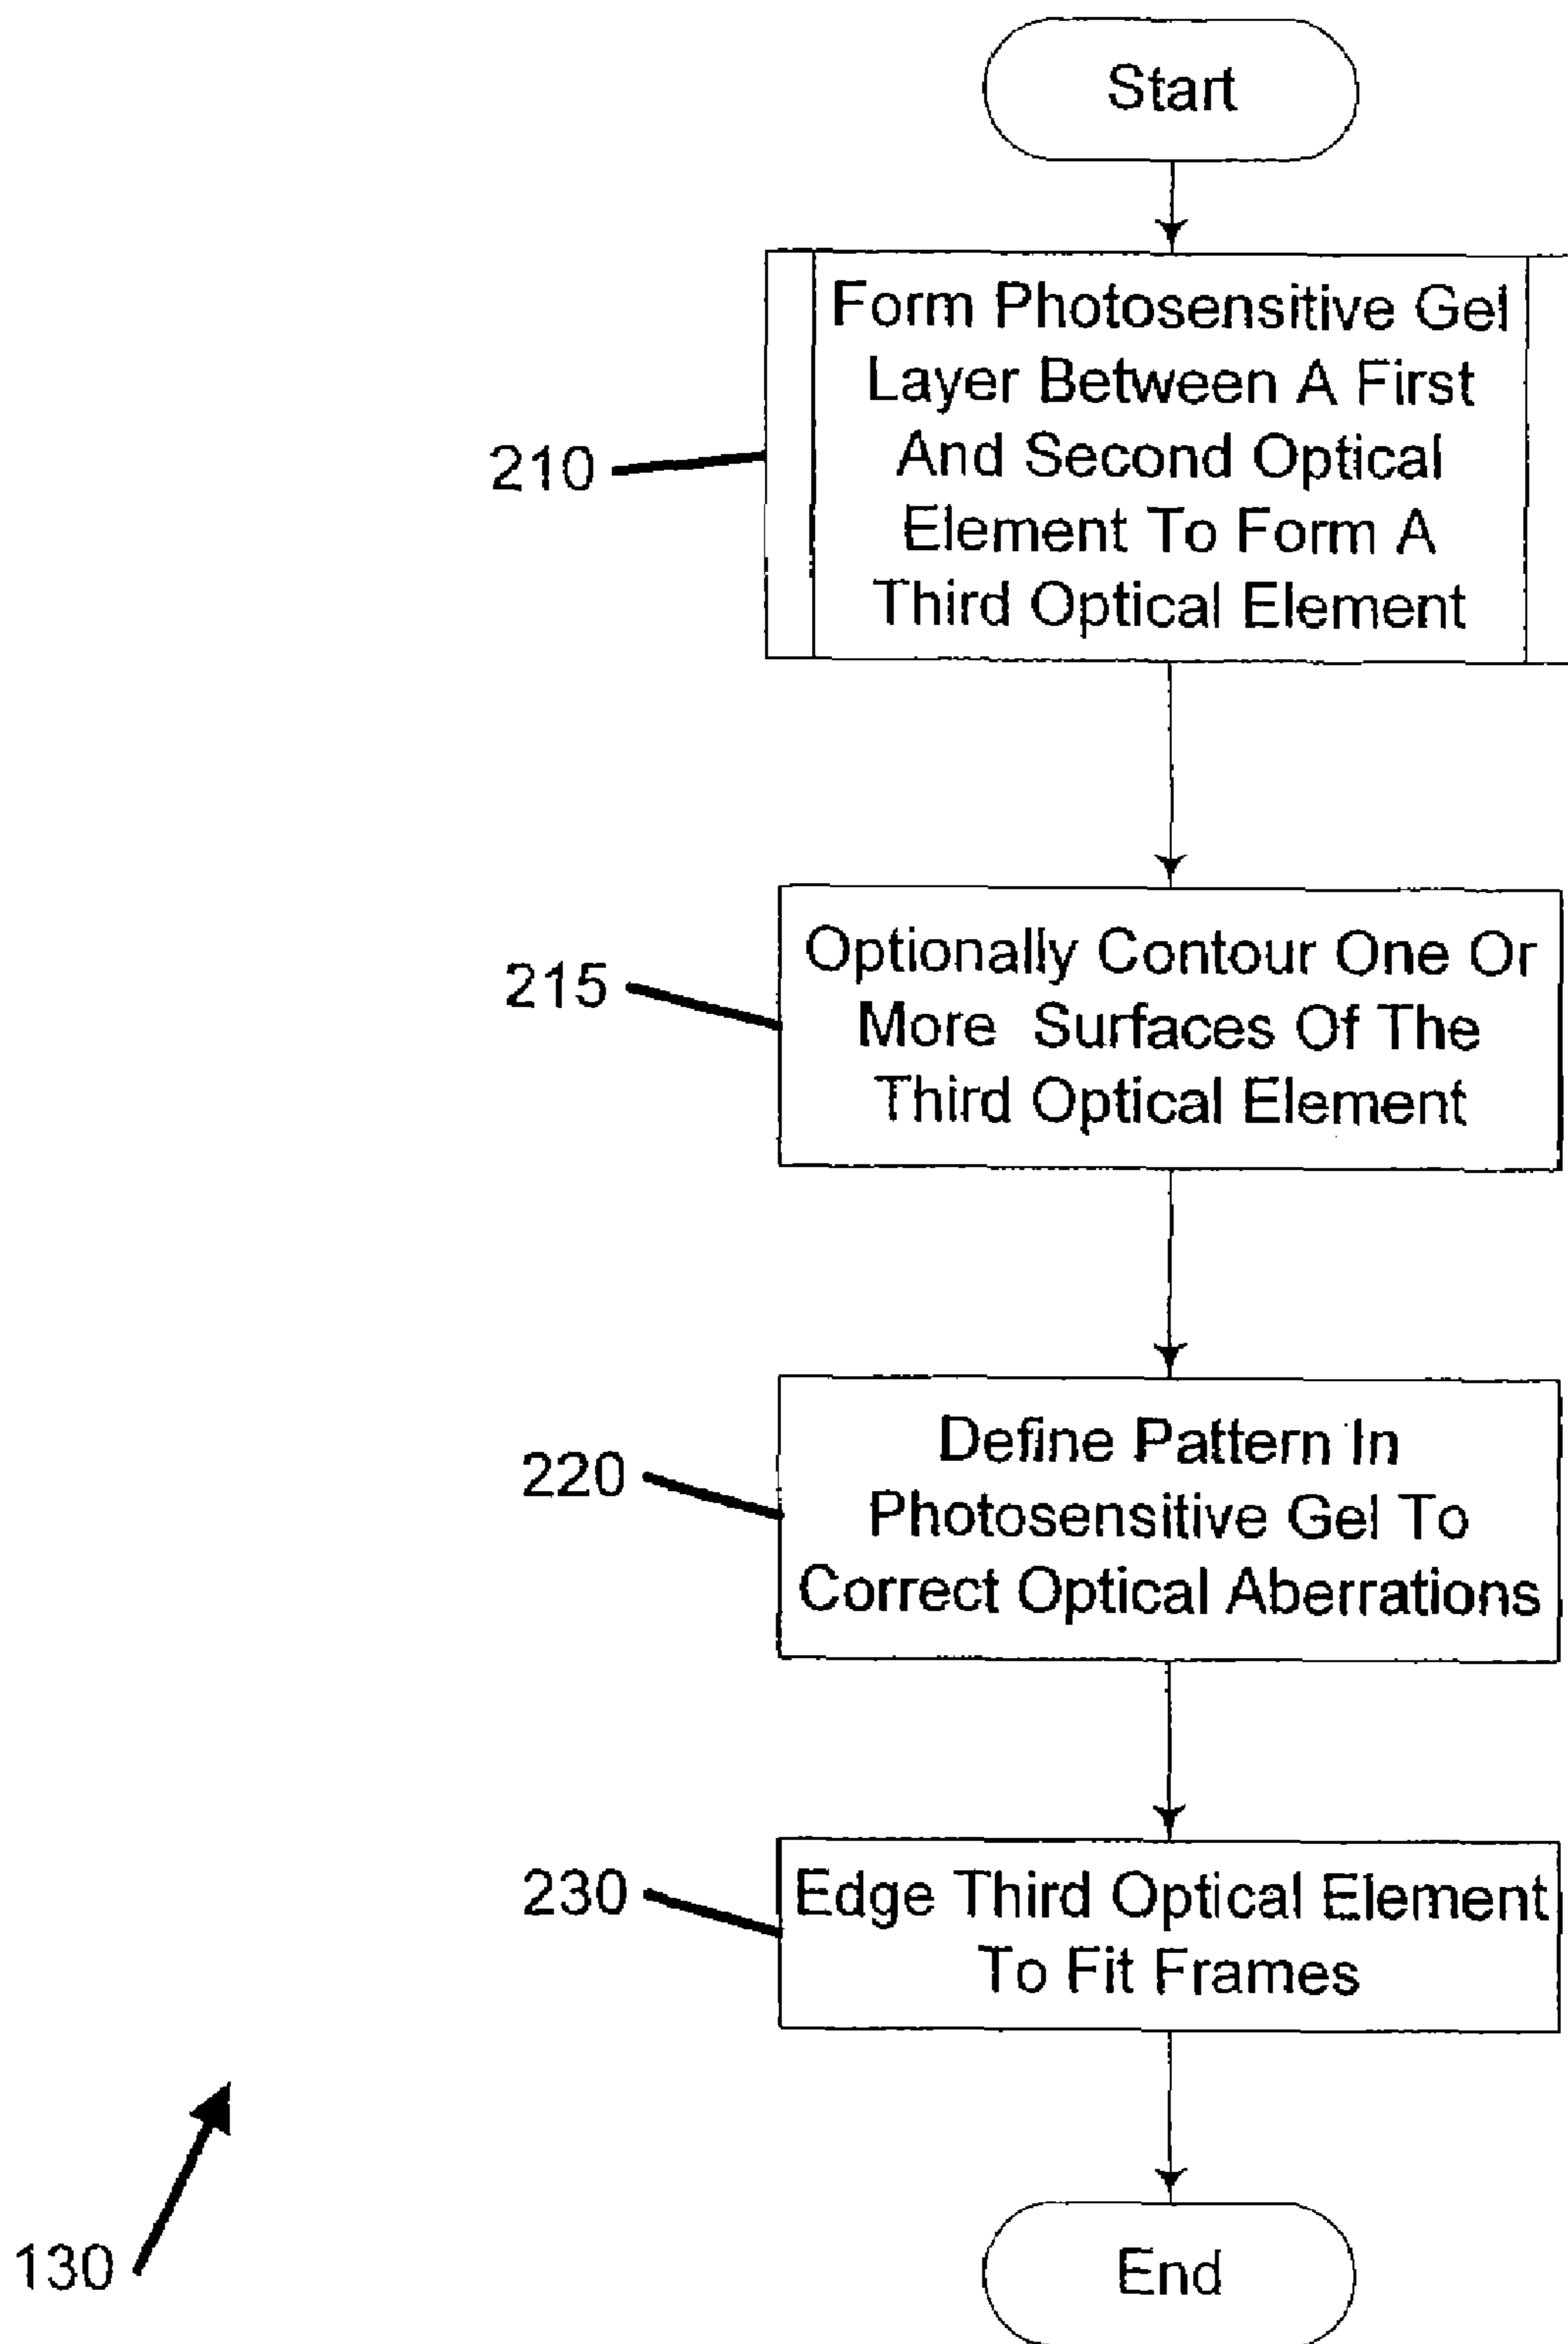 Start
210
Form Photosensitive Gel
Layer Between A First
And Second Optical
Element To Form A
Third Optical Element
215
Optionally Contour One Or
More Surfaces Of The
Third Optical Element
220
Define Pattern In
Photosensitive Gel To
Correct Optical Aberrations
230
Edge Third Optical Element
To Fit Frames
130
End